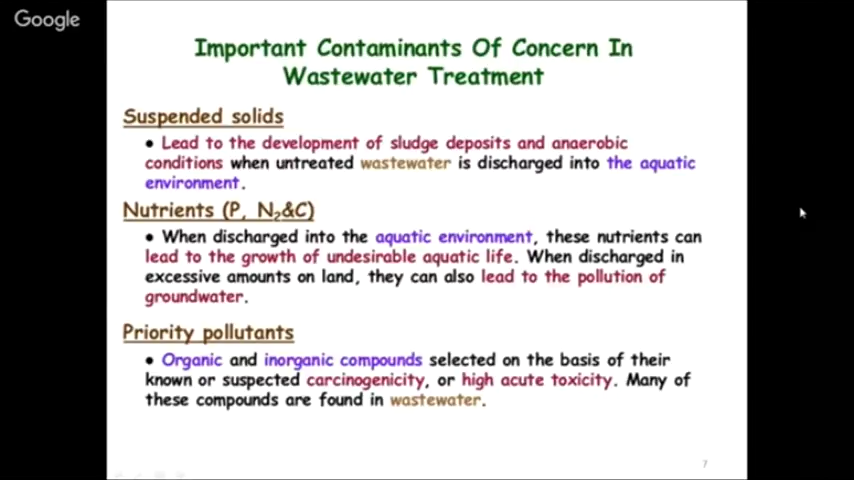 Google
Important Contaminants Of Concern In
Wastewater Treatment
Suspended solids
• Lead to the development of sludge deposits and anaerobic
conditions when untreated wastewater is discharged into the aquatic
environment.
Nutrients (P, N₂&C)
• When discharged into the aquatic environment, these nutrients can
lead to the growth of undesirable aquatic life. When discharged in
excessive amounts on land, they can also lead to the pollution of
groundwater.
Priority pollutants
• Organic and inorganic compounds selected on the basis of their
known or suspected carcinogenicity, or high acute toxicity. Many of
these compounds are found in wastewater.
7